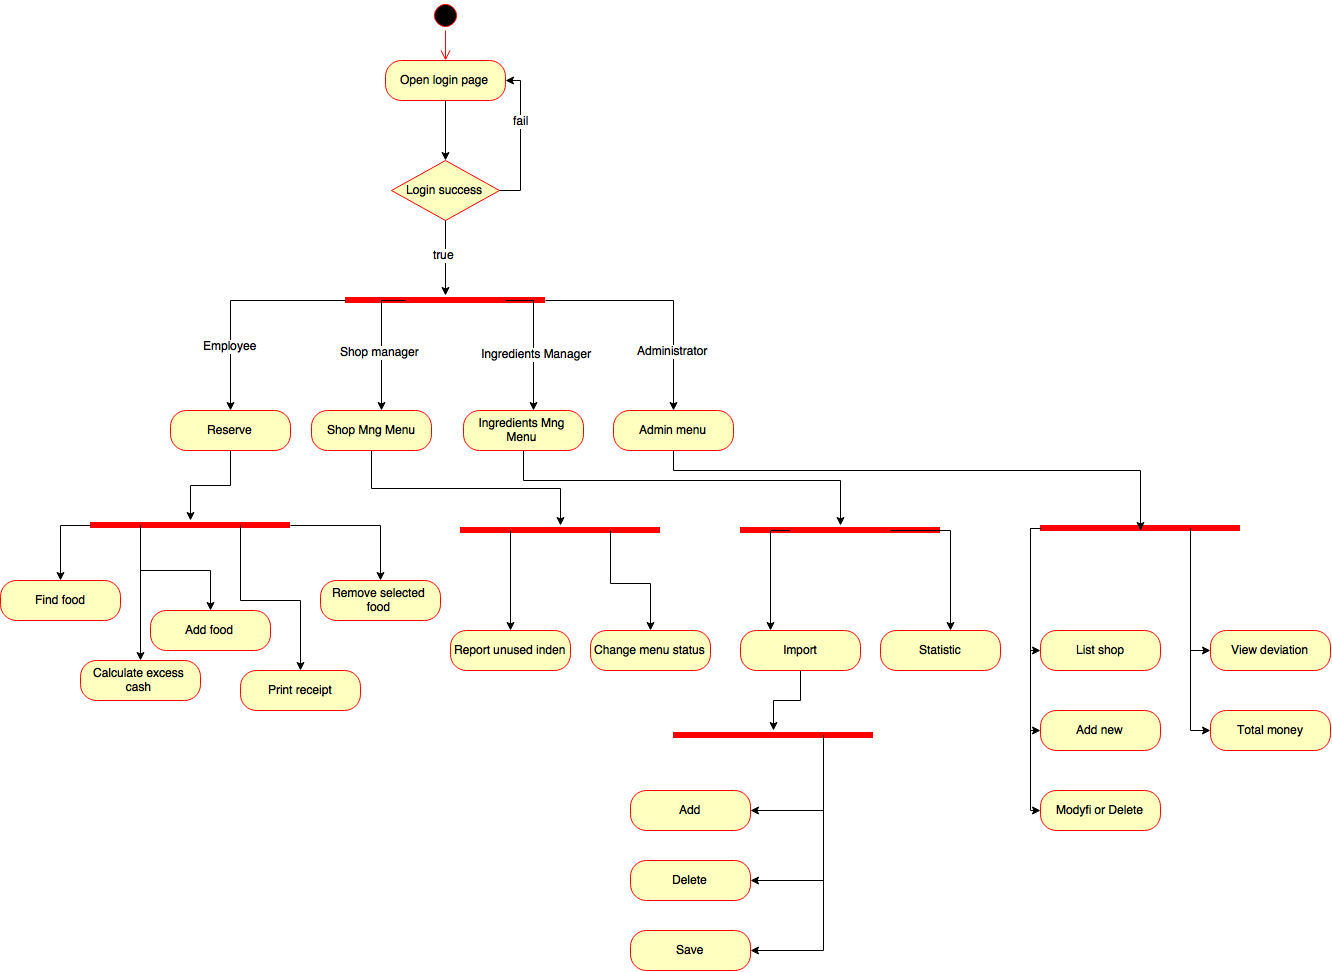 Open login page
fail
Login success
true
Employee
Shop manager
Ingredients Manager
Administrator
Reserve
Shop Mng Menu
Ingredients Mng
Menu
Admin menu
Find food
Add food
Calculate excess
cash
Print receipt
Remove selected
food
Report unused inden
Change menu status
Import
Statistic
List shop
View deviation
Add new
Total money
Modyfi or Delete
Add
Delete
Save